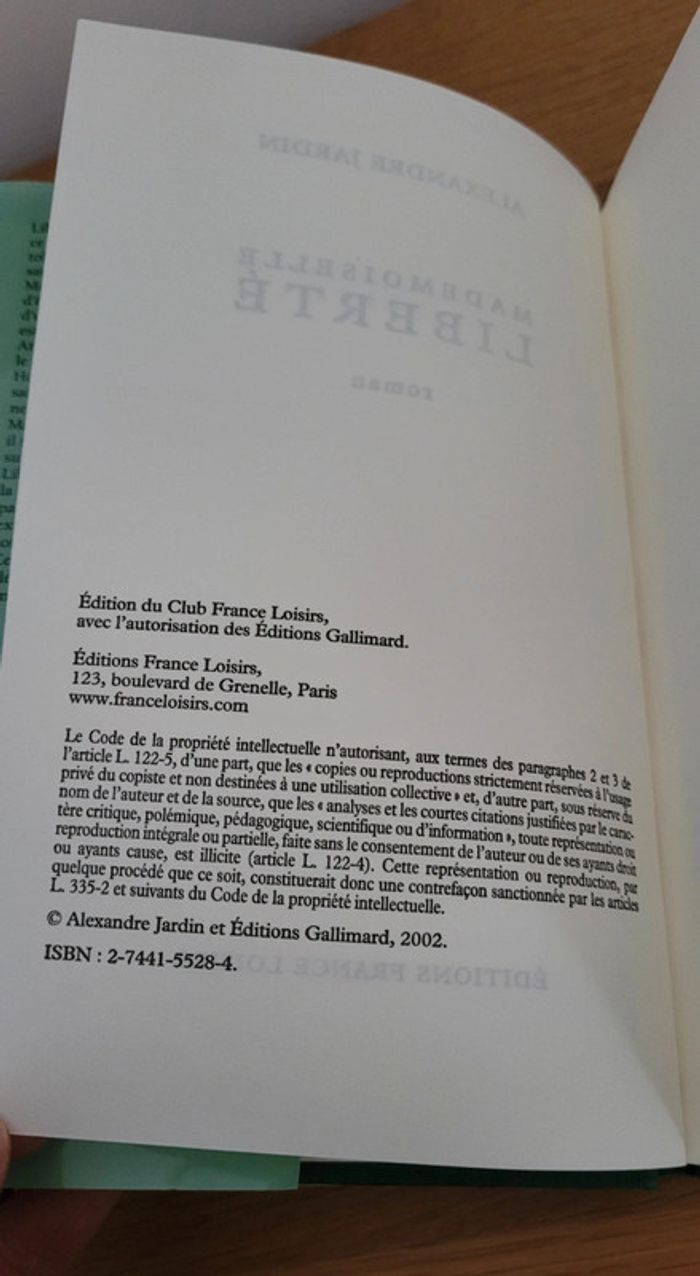 ALEXANDRE JARDIN
MADEMOISELLE
LIBERTÉ
roman
Édition du Club France Loisirs,
avec l'autorisation des Éditions Gallimard.
Éditions France Loisirs,
123, boulevard de Grenelle, Paris
www.franceloisirs.com
Le Code de la propriété intellectuelle n'autorisant, aux termes des paragraphes 2 et 3 de
l'article L. 122-5, d'une part, que les « copies ou reproductions strictement réservées à l'usage
privé du copiste et non destinées à une utilisation collective » et, d'autre part, sous réserve du
nom de l'auteur et de la source, que les « analyses et les courtes citations justifiées par le carac-
tère critique, polémique, pédagogique, scientifique ou d'information », toute représentation ou
reproduction intégrale ou partielle, faite sans le consentement de l'auteur ou de ses ayants droit
ou ayants cause, est illicite (article L. 122-4). Cette représentation ou reproduction, par
quelque procédé que ce soit, constituerait donc une contrefaçon sanctionnée par les articles
L. 335-2 et suivants du Code de la propriété intellectuelle.
© Alexandre Jardin et Éditions Gallimard, 2002.
ISBN : 2-7441-5528-4.
ÉDITIONS FRANCE